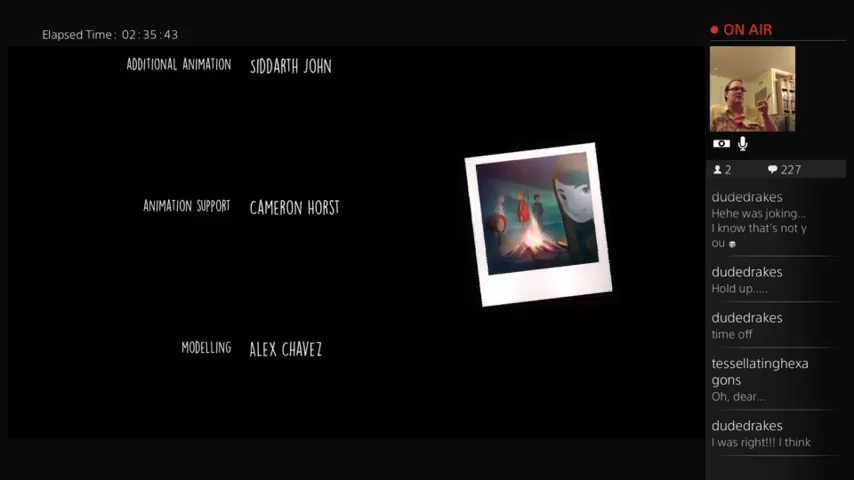 Elapsed Time: 02:35:43
ON AIR
ADDITIONAL ANIMATION SIDDARTH JOHN
ANIMATION SUPPORT CAMERON HORST
MODELLING ALEX CHAVEZ
2 227
dudedrakes
Hehe was joking...
I know that's not y
ou
dudedrakes
Hold up.....
dudedrakes
time off
tessellatinghexa
gons
Oh, dear...
dudedrakes
I was right!!! I think